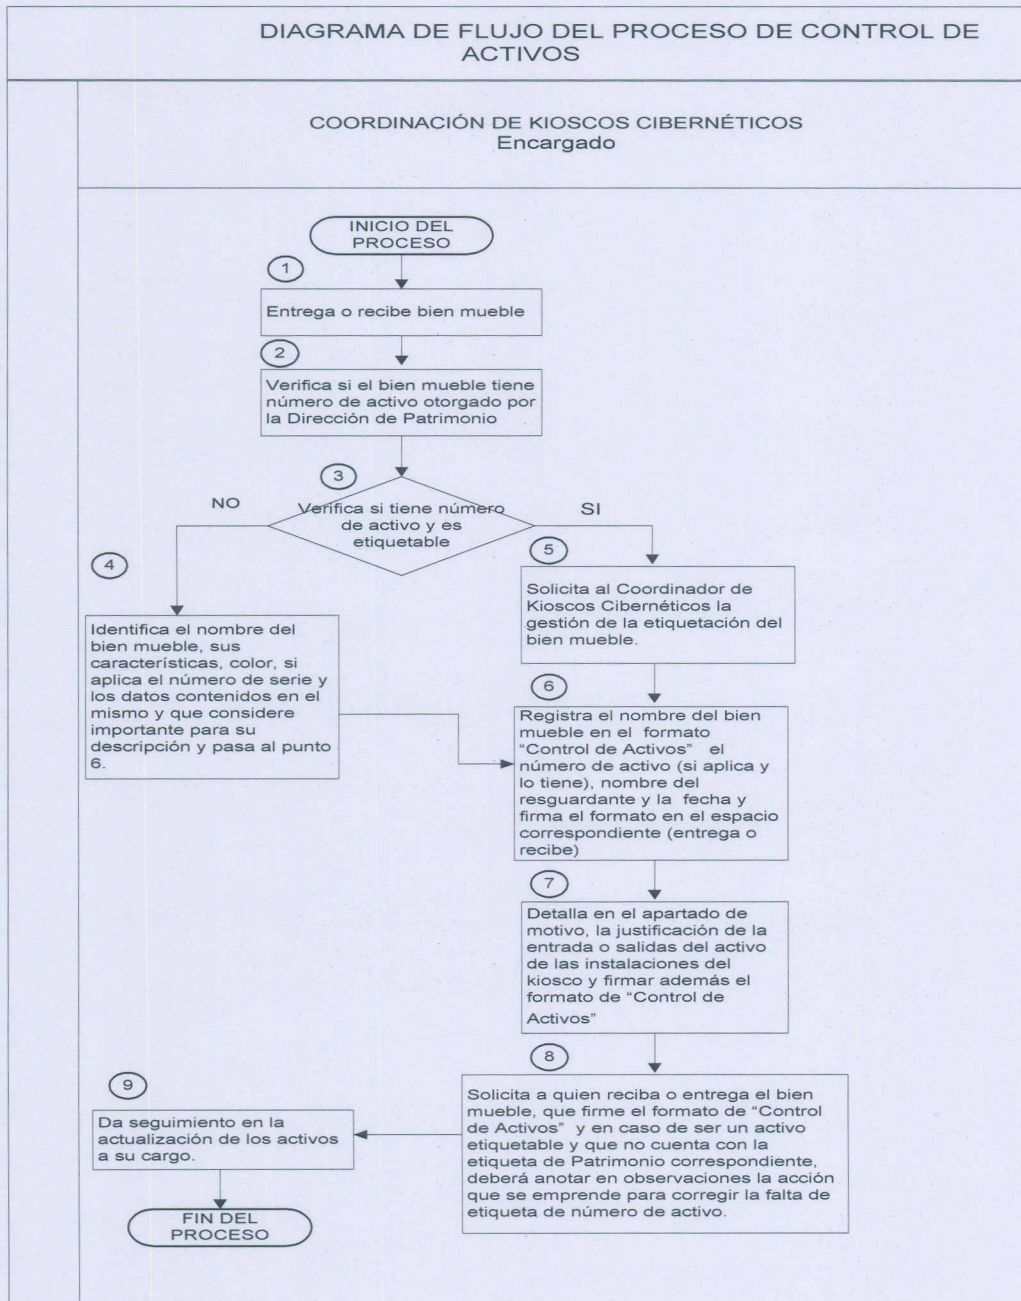 DIAGRAMA DE FLUJO DEL PROCESO DE CONTROL DE
ACTIVOS
COORDINACIÓN DE KIOSCOS CIBERNÉTICOS
Encargado
INICIO DEL
PROCESO
1
Entrega o recibe bien mueble
2
Verifica si el bien mueble tiene
número de activo otorgado por
la Dirección de Patrimonio
3
Verifica si tiene número
de activo y es
etiquetable
NO
SI
4
Identifica el nombre del
bien mueble, sus
características, color, si
aplica el número de serie y
los datos contenidos en el
mismo y que considere
importante para su
descripción y pasa al punto
6.
5
Solicita al Coordinador de
Kioscos Cibernéticos la
gestión de la etiquetación del
bien mueble.
6
Registra el nombre del bien
mueble en el formato
“Control de Activos” el
número de activo (si aplica y
lo tiene), nombre del
resguardante y la fecha y
firma el formato en el espacio
correspondiente (entrega o
recibe)
7
Detalla en el apartado de
motivo, la justificación de la
entrada o salidas del activo
de las instalaciones del
kiosco y firmar además el
formato de “Control de
Activos”
8
Solicita a quien reciba o entrega el bien
mueble, que firme el formato de “Control
de Activos” y en caso de ser un activo
etiquetable y que no cuenta con la
etiqueta de Patrimonio correspondiente,
deberá anotar en observaciones la acción
que se emprende para corregir la falta de
etiqueta de número de activo.
9
Da seguimiento en la
actualización de los activos
a su cargo.
FIN DEL
PROCESO